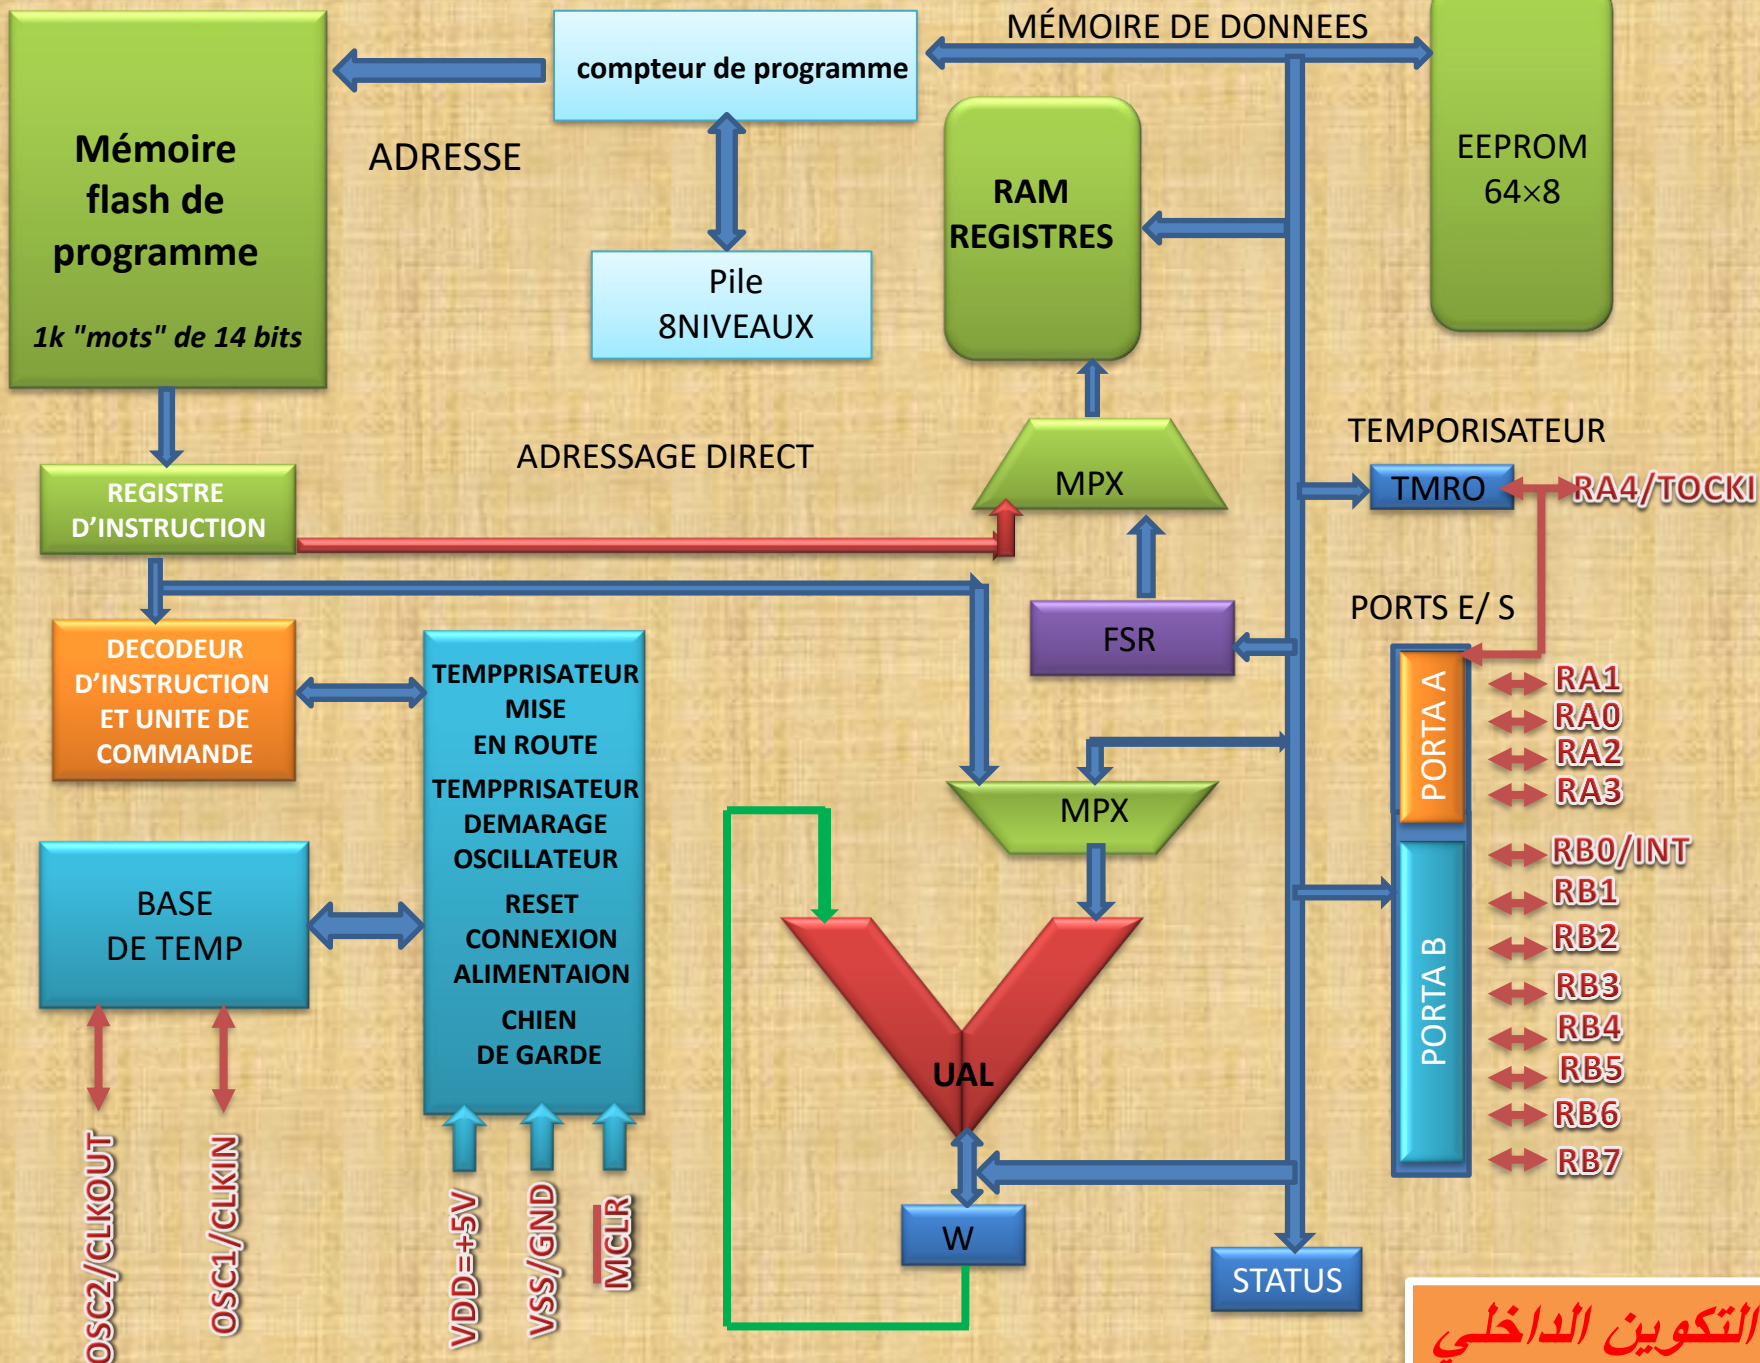 MÉMOIRE DE DONNEES
compteur de programme
ADRESSE
Mémoire
flash de
programme
1k "mots" de 14 bits
Pile
8NIVEAUX
RAM
REGISTRES
EEPROM
64×8
ADRESSAGE DIRECT
MPX
TEMPORISATEUR
TMRO
RA4/TOCKI
REGISTRE
D'INSTRUCTION
FSR
PORTS E/ S
DECODEUR
D'INSTRUCTION
ET UNITE DE
COMMANDE
TEMPPRISATEUR
MISE
EN ROUTE
TEMPPRISATEUR
DEMARAGE
OSCILLATEUR
RESET
CONNEXION
ALIMENTAION
CHIEN
DE GARDE
MPX
PORTA A
RA1
RA0
RA2
RA3
BASE
DE TEMP
PORTA B
RB0/INT
RB1
RB2
RB3
RB4
RB5
RB6
RB7
UAL
W
STATUS
OSC2/CLKOUT
OSC1/CLKIN
VDD=+5V
VSS/GND
MCLR
التكوين الداخلي